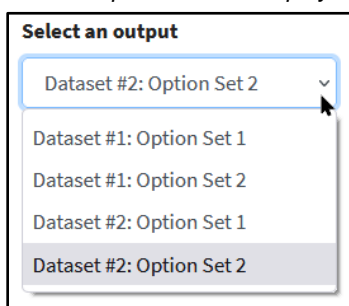 Select an output
Dataset #2: Option Set 2
Dataset #1: Option Set 1
Dataset #1: Option Set 2
Dataset #2: Option Set 1
Dataset #2: Option Set 2